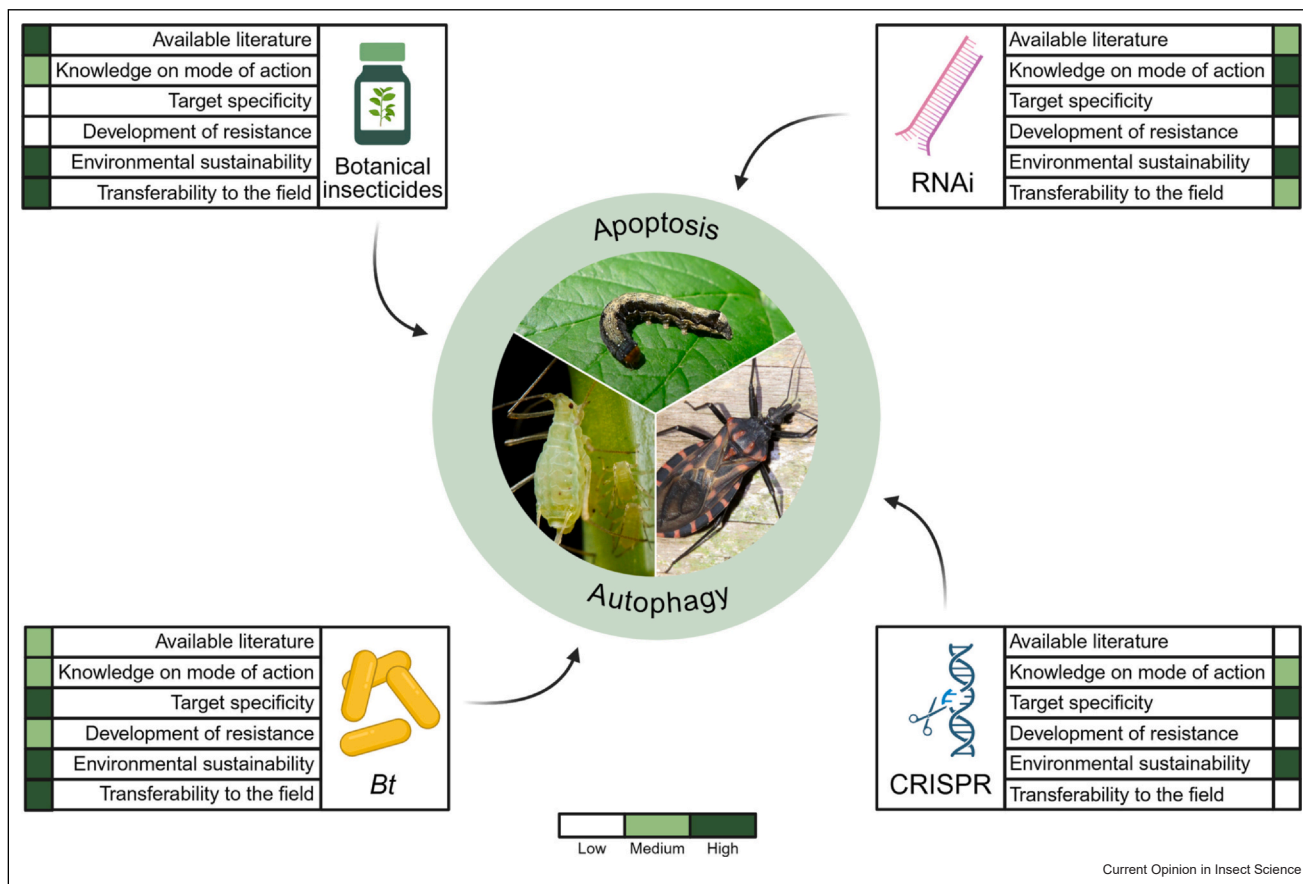 Available literature
Knowledge on mode of action
Target specificity
Development of resistance
Environmental sustainability
Transferability to the field
Botanical
insecticides
Available literature
Knowledge on mode of action
Target specificity
Development of resistance
Environmental sustainability
Transferability to the field
RNAi
Apoptosis
Autophagy
Available literature
Knowledge on mode of action
Target specificity
Development of resistance
Environmental sustainability
Transferability to the field
Bt
Available literature
Knowledge on mode of action
Target specificity
Development of resistance
Environmental sustainability
Transferability to the field
CRISPR
Low Medium High
Current Opinion in Insect Science